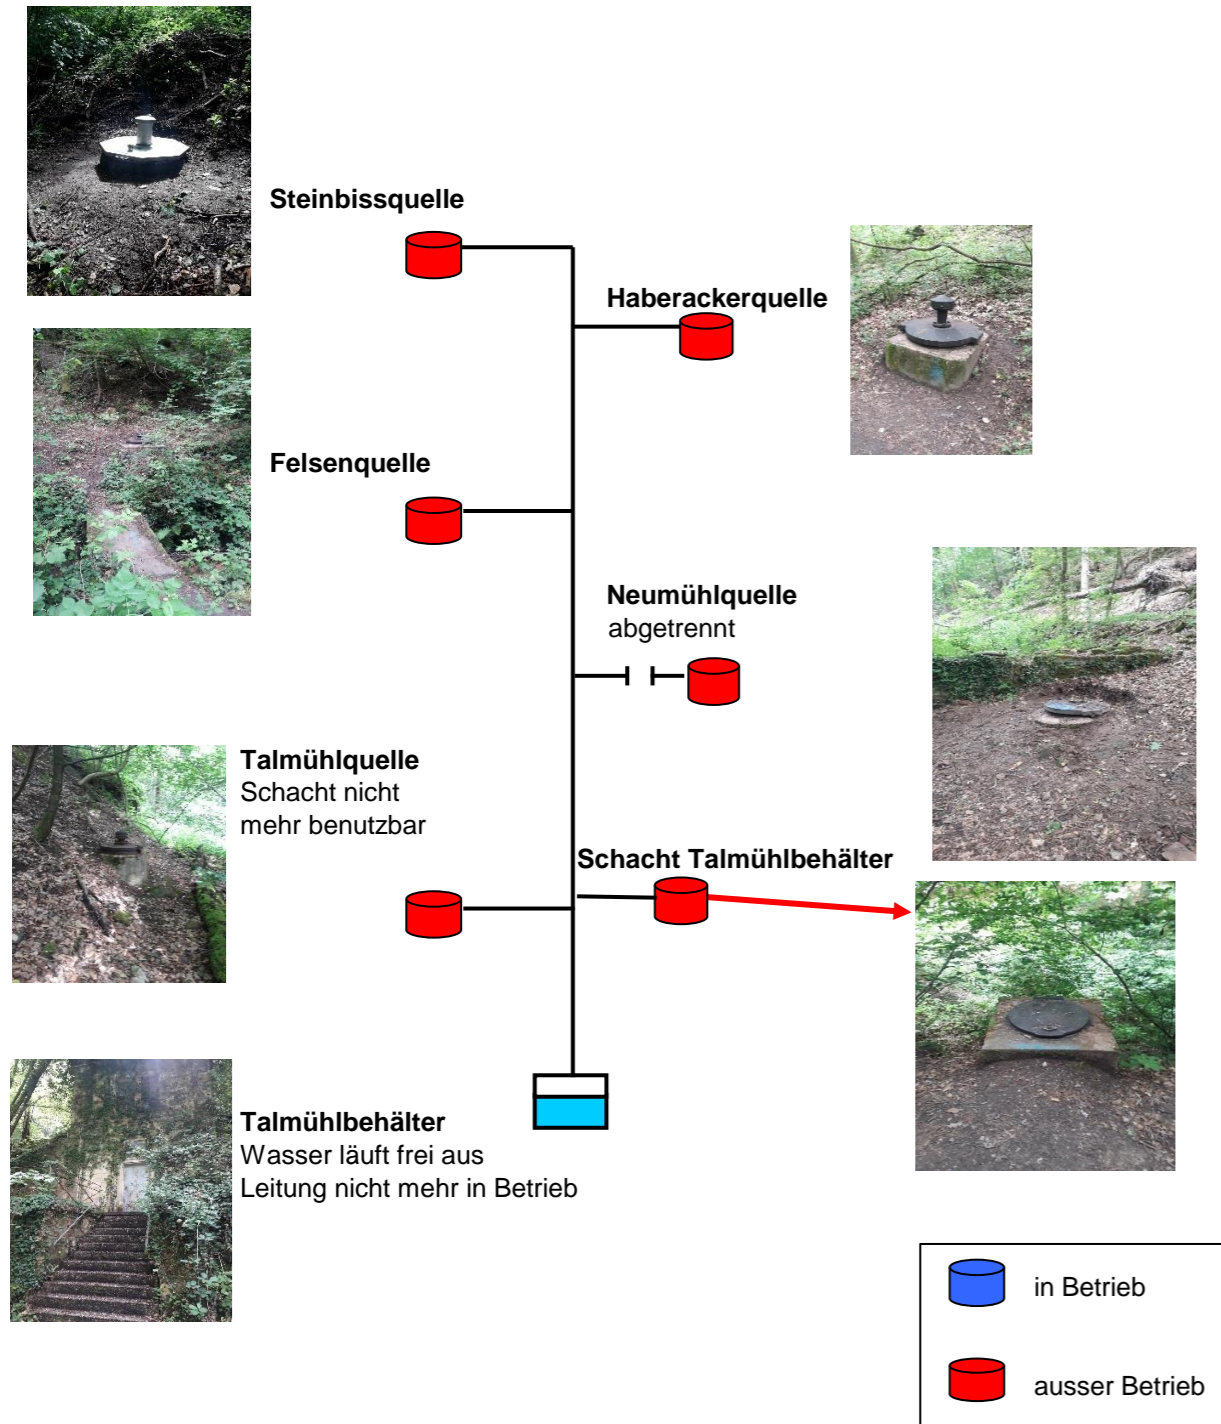 Steinbissquelle
Haberackerquelle
Felsenquelle
Neumühlquelle
abgetrennt
Talmühlquelle
Schacht nicht
mehr benutzbar
Schacht Talmühlbehälter
Talmühlbehälter
Wasser läuft frei aus
Leitung nicht mehr in Betrieb
in Betrieb
ausser Betrieb